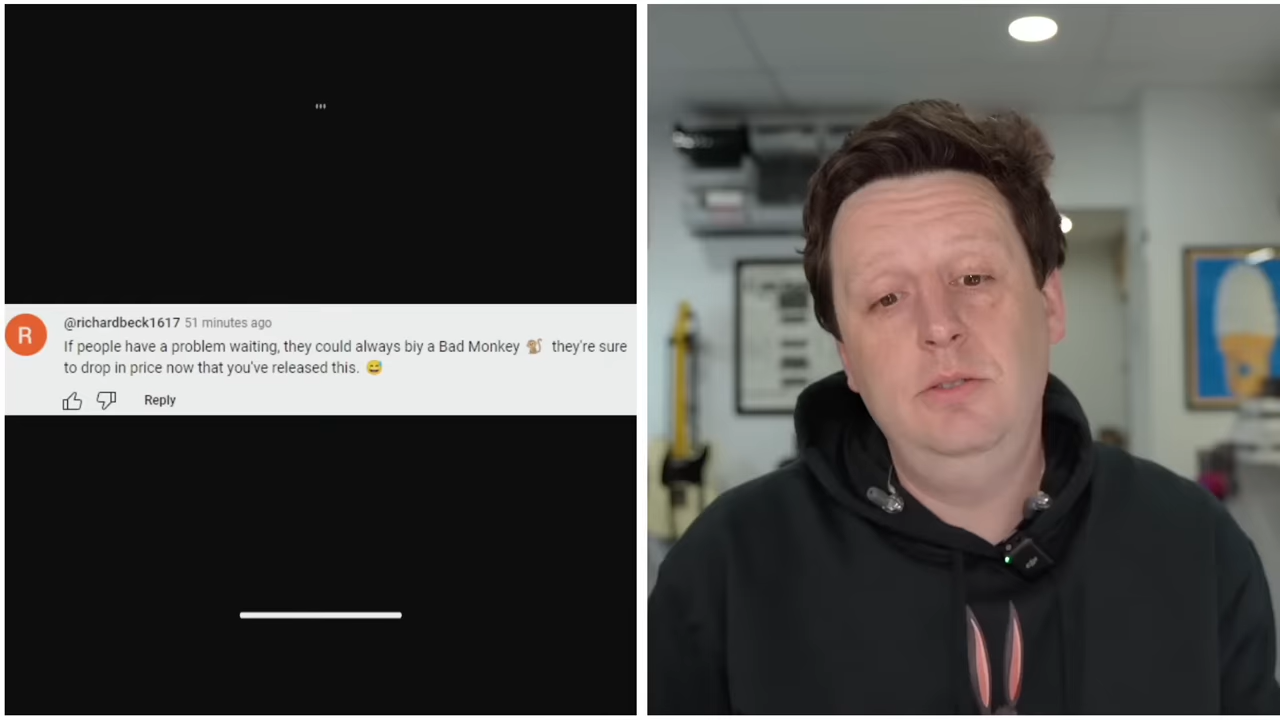 R
@richardbeck1617 51 minutes ago
If people have a problem waiting, they could always biy a Bad Monkey 🐒 they're sure
to drop in price now that you've released this. 😅
Reply